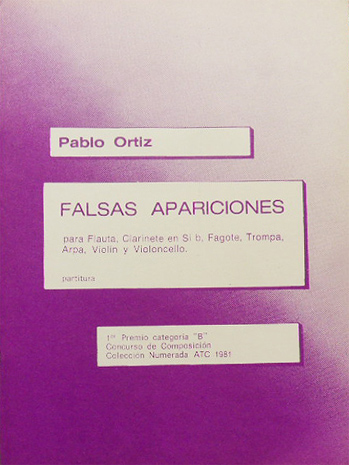 Pablo Ortiz
FALSAS APARICIONES
para Flauta, Clarinete en Si b, Fagote, Trompa,
Arpa, Violín y Violoncello.
partitura
1er Premio categoría "B"
Concurso de Composición
Colección Numerada ATC 1981